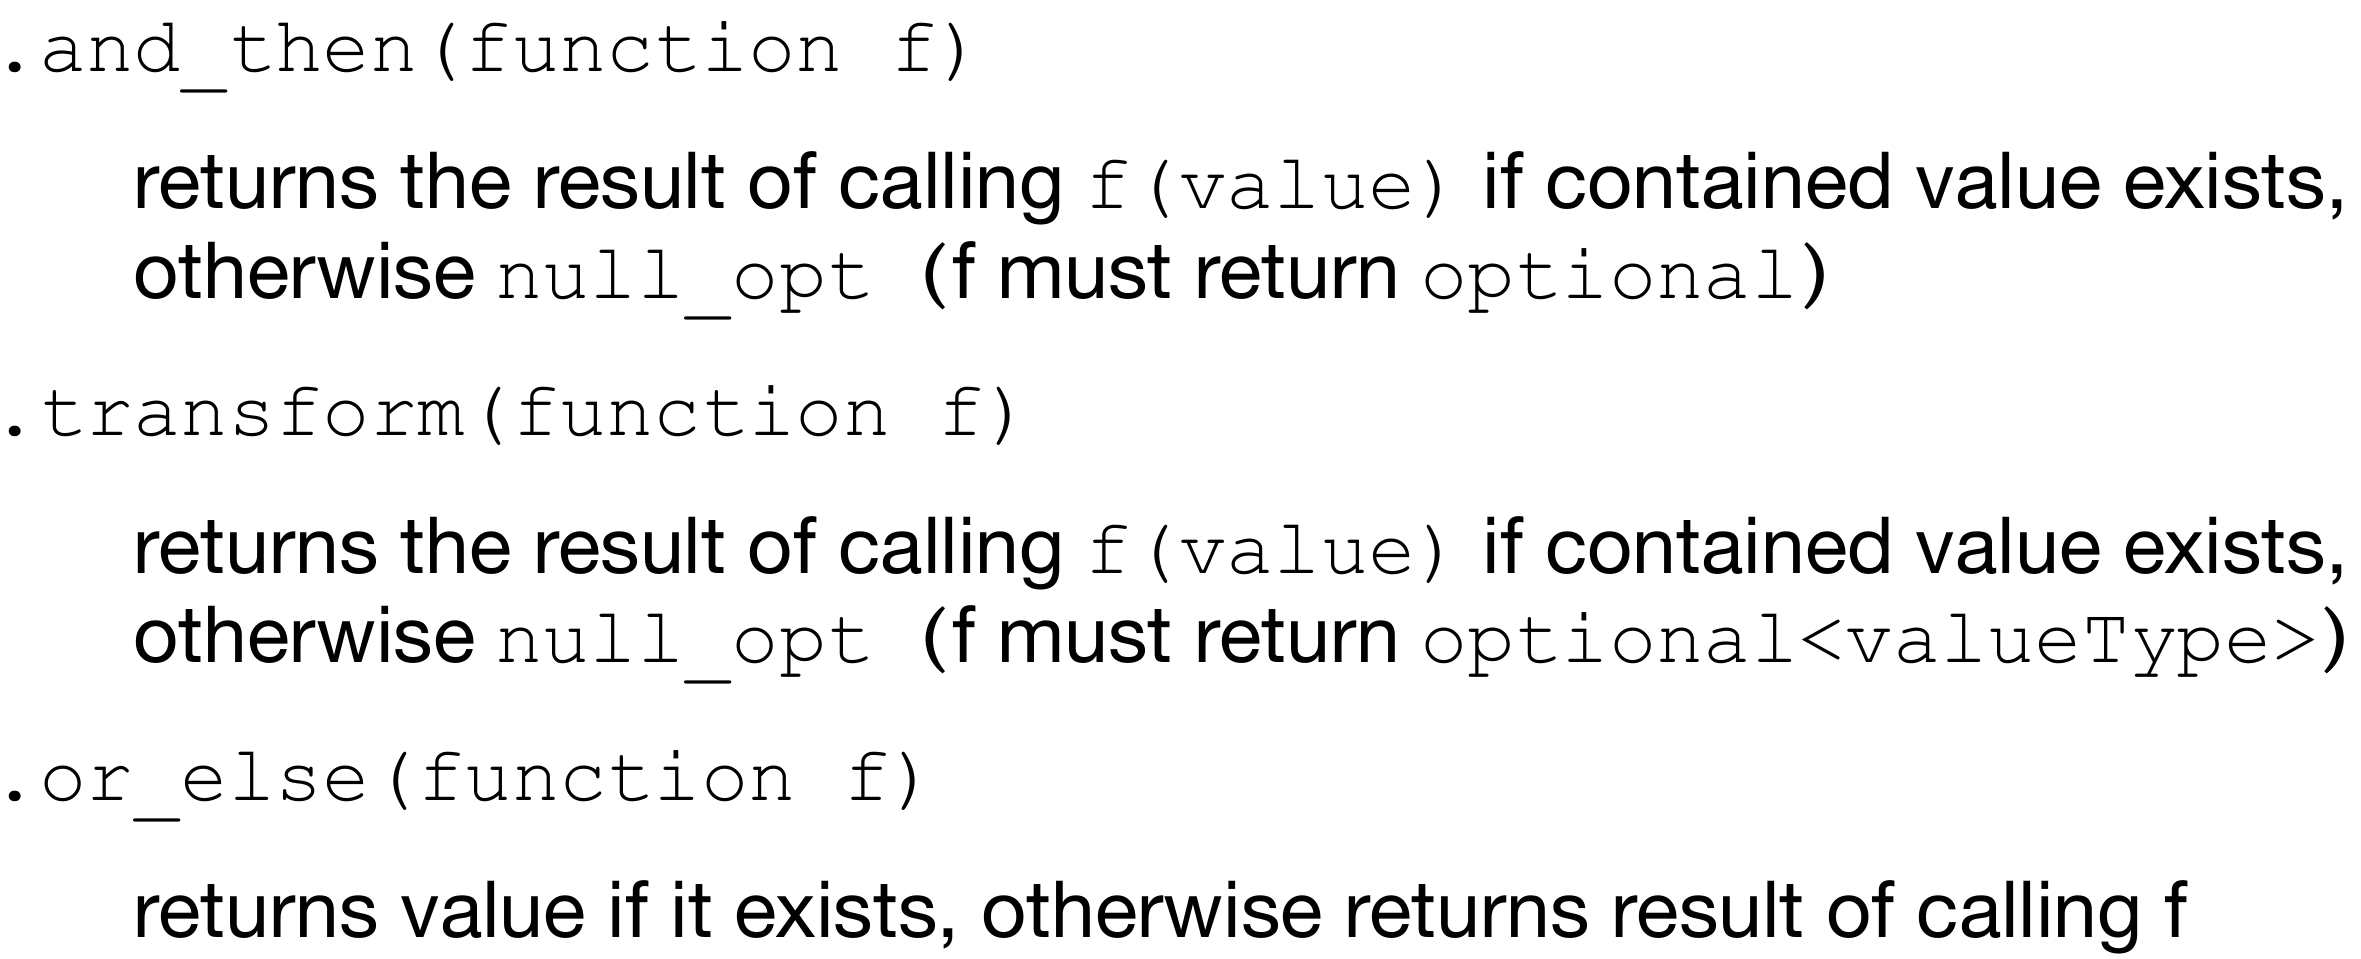 .and_then(function f)
returns the result of calling f(value) if contained value exists,
otherwise null_opt (f must return optional)
.transform(function f)
returns the result of calling f(value) if contained value exists,
otherwise null_opt (f must return optional<valueType>)
.or_else(function f)
returns value if it exists, otherwise returns result of calling f